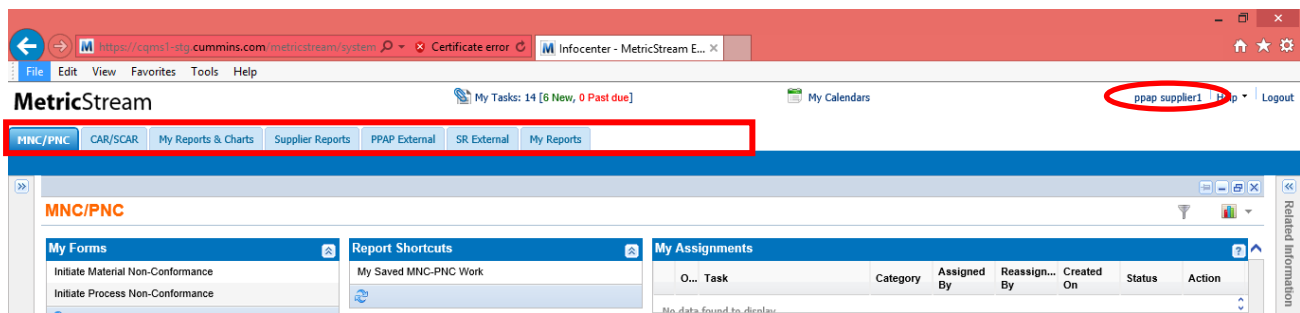 https://cqms1-stg.cummins.com/metricstream/system Certificate error Infocenter - MetricStream E...
File Edit View Favorites Tools Help
MetricStream My Tasks: 14 [6 New, 0 Past due] My Calendars ppap supplier1 Help Logout
MNC/PNC CAR/SCAR My Reports & Charts Supplier Reports PPAP External SR External My Reports
MNC/PNC
Related Information
My Forms Report Shortcuts My Assignments
Initiate Material Non-Conformance My Saved MNC-PNC Work O... Task Category Assigned By Reassign... By Created On Status Action
Initiate Process Non-Conformance
No data found to display